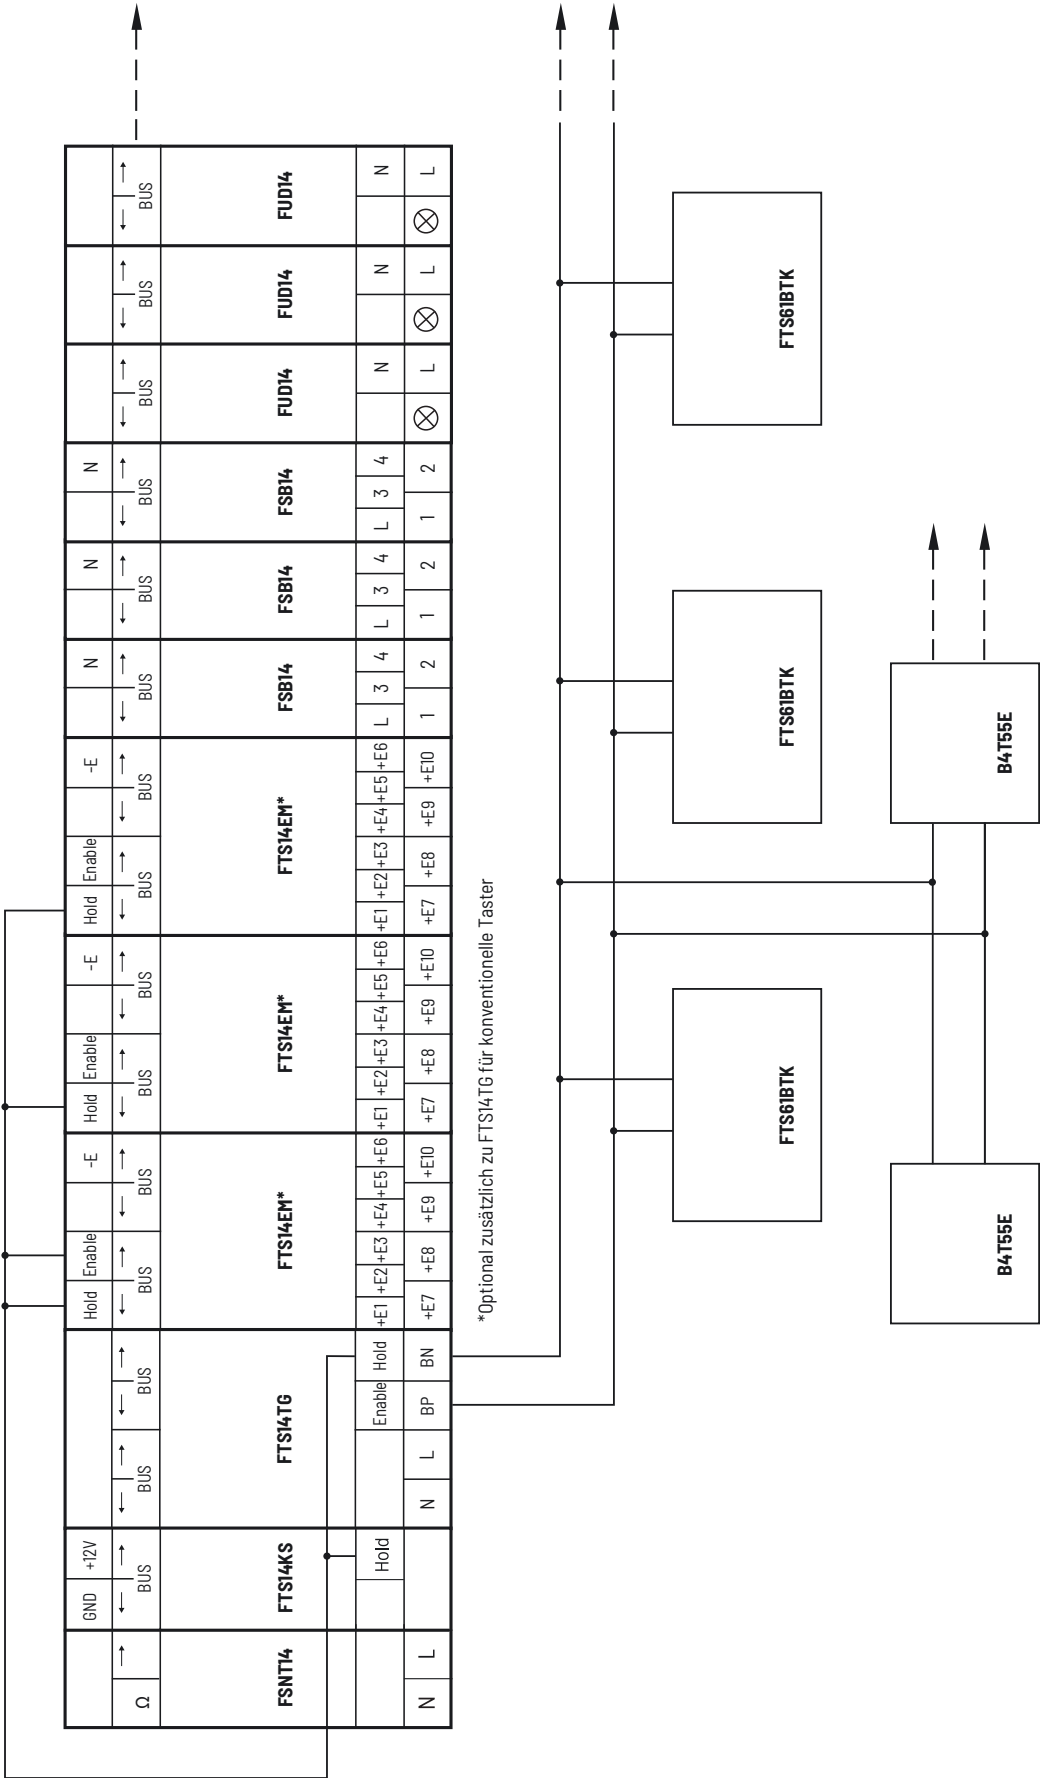 GND +12V Hold Enable -E Hold Enable -E Hold Enable -E N N N
Ω → ← → ← → ← → ← → ← → ← → ← → ← → ← → ← → ← → ← → ← → ← → ← →
BUS BUS BUS BUS BUS BUS BUS BUS BUS BUS BUS BUS BUS BUS BUS
FSNT14 FTS14KS FTS14TG FTS14EM* FTS14EM* FTS14EM* FSB14 FSB14 FSB14 FUD14 FUD14 FUD14
Hold Enable Hold +E1 +E2 +E3 +E4 +E5 +E6 +E1 +E2 +E3 +E4 +E5 +E6 +E1 +E2 +E3 +E4 +E5 +E6 L 3 4 L 3 4 L 3 4 N N N
N L N L BP BN +E7 +E8 +E9 +E10 +E7 +E8 +E9 +E10 +E7 +E8 +E9 +E10 1 2 1 2 1 2 L L L
*Optional zusätzlich zu FTS14TG für konventionelle Taster
FTS61BTK FTS61BTK FTS61BTK
B4T55E B4T55E